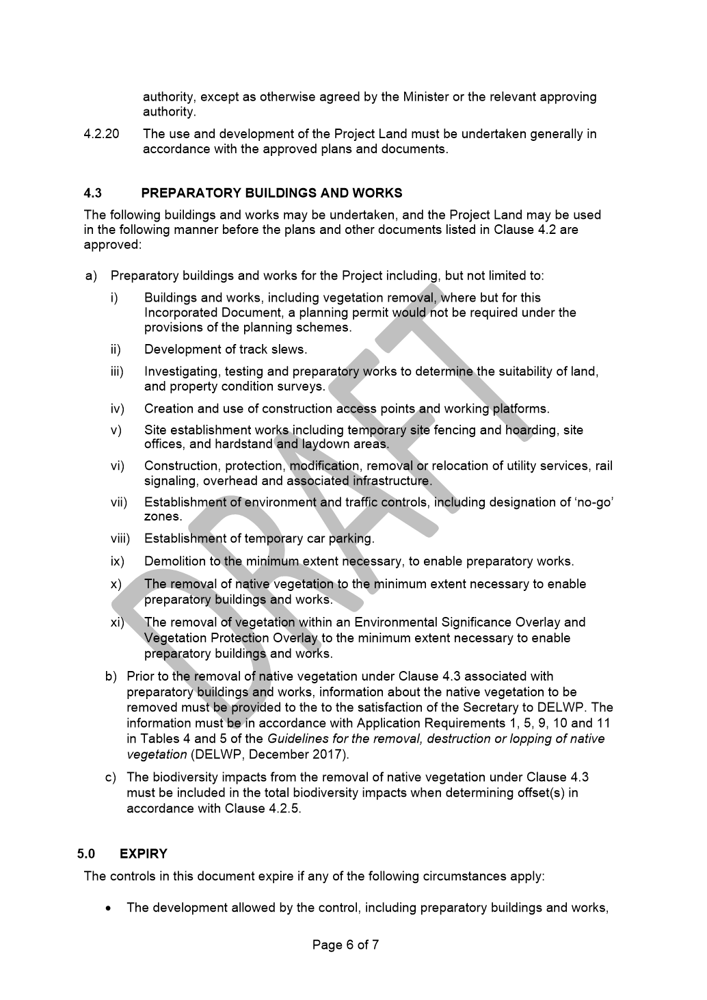 authority, except as otherwise agreed by the Minister or the relevant approving
authority.
4.2.20 The use and development of the Project Land must be undertaken generally in
accordance with the approved plans and documents.
4.3 PREPARATORY BUILDINGS AND WORKS
The following buildings and works may be undertaken, and the Project Land may be used
in the following manner before the plans and other documents listed in Clause 4.2 are
approved:
a) Preparatory buildings and works for the Project including, but not limited to:
i) Buildings and works, including vegetation removal, where but for this
Incorporated Document, a planning permit would not be required under the
provisions of the planning schemes.
ii) Development of track slews.
iii) Investigating, testing and preparatory works to determine the suitability of land,
and property condition surveys.
iv) Creation and use of construction access points and working platforms.
v) Site establishment works including temporary site fencing and hoarding, site
offices, and hardstand and laydown areas.
vi) Construction, protection, modification, removal or relocation of utility services, rail
signaling, overhead and associated infrastructure.
vii) Establishment of environment and traffic controls, including designation of ‘no-go’
zones.
viii) Establishment of temporary car parking.
ix) Demolition to the minimum extent necessary, to enable preparatory works.
x) The removal of native vegetation to the minimum extent necessary to enable
preparatory buildings and works.
xi) The removal of vegetation within an Environmental Significance Overlay and
Vegetation Protection Overlay to the minimum extent necessary to enable
preparatory buildings and works.
b) Prior to the removal of native vegetation under Clause 4.3 associated with
preparatory buildings and works, information about the native vegetation to be
removed must be provided to the to the satisfaction of the Secretary to DELWP. The
information must be in accordance with Application Requirements 1, 5, 9, 10 and 11
in Tables 4 and 5 of the Guidelines for the removal, destruction or lopping of native
vegetation (DELWP, December 2017).
c) The biodiversity impacts from the removal of native vegetation under Clause 4.3
must be included in the total biodiversity impacts when determining offset(s) in
accordance with Clause 4.2.5.
5.0 EXPIRY
The controls in this document expire if any of the following circumstances apply:
• The development allowed by the control, including preparatory buildings and works,
Page 6 of 7
DRAFT